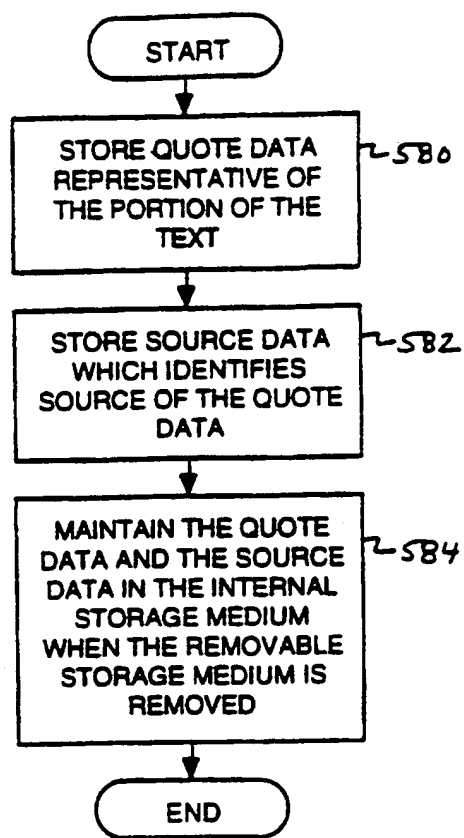 START
STORE QUOTE DATA
REPRESENTATIVE OF
THE PORTION OF THE
TEXT
580
STORE SOURCE DATA
WHICH IDENTIFIES
SOURCE OF THE QUOTE
DATA
582
MAINTAIN THE QUOTE
DATA AND THE SOURCE
DATA IN THE INTERNAL
STORAGE MEDIUM
WHEN THE REMOVABLE
STORAGE MEDIUM IS
REMOVED
584
END